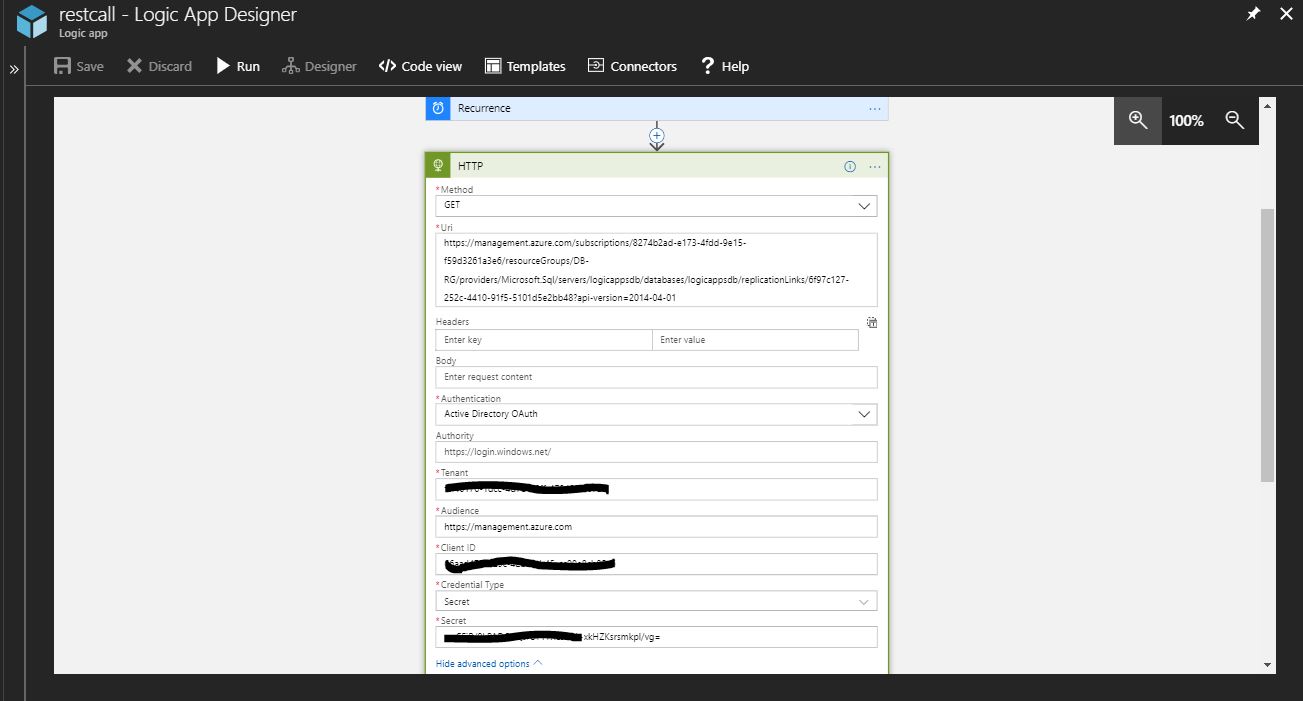 restcall - Logic App Designer
Logic app
Save Discard Run Designer Code view Templates Connectors Help
Recurrence
100%
HTTP
*Method
GET
*Uri
https://management.azure.com/subscriptions/8274b2ad-e173-4fdd-9e15-
f59d3261a3e6/resourceGroups/DB-
RG/providers/Microsoft.Sql/servers/logicappsdb/databases/logicappsdb/replicationLinks/6f97c127-
252c-4410-91f5-5101d5e2bb48?api-version=2014-04-01
Headers
Enter key Enter value
Body
Enter request content
*Authentication
Active Directory OAuth
Authority
https://login.windows.net/
*Tenant
*Audience
https://management.azure.com
*Client ID
*Credential Type
Secret
*Secret
xkHZKsrsmkpl/vg=
Hide advanced options